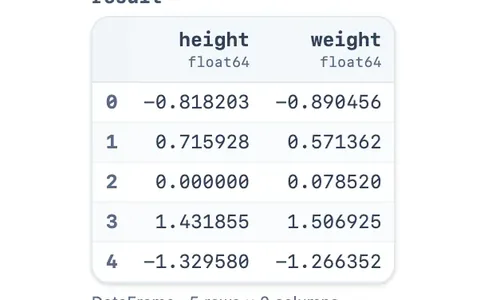 result
height weight
float64 float64
0 −0.818203 −0.890456
1 0.715928 0.571362
2 0.000000 0.078520
3 1.431855 1.506925
4 −1.329580 −1.266352